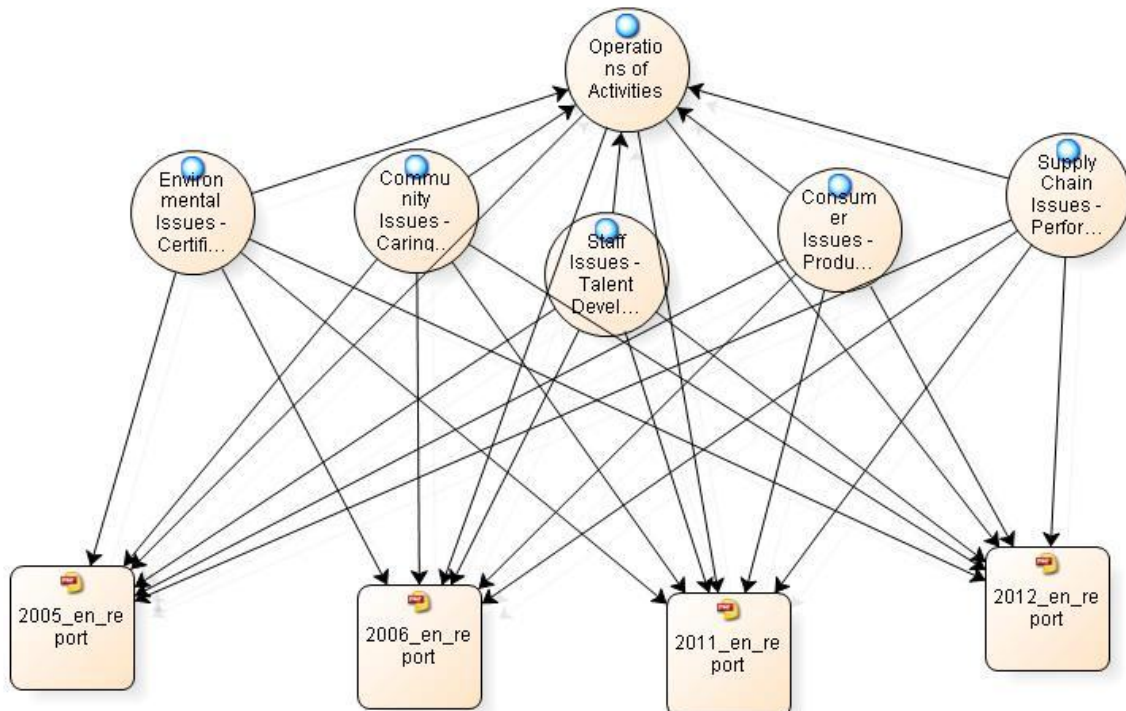 Operatio
ns of
Activities
Environ
mental
Issues -
Certifi...
Commu
nity
Issues -
Caring...
Staff
Issues -
Talent
Devel...
Consum
er
Issues -
Produ...
Supply
Chain
Issues -
Perfor...
2005_en_re
port
2006_en_re
port
2011_en_re
port
2012_en_re
port